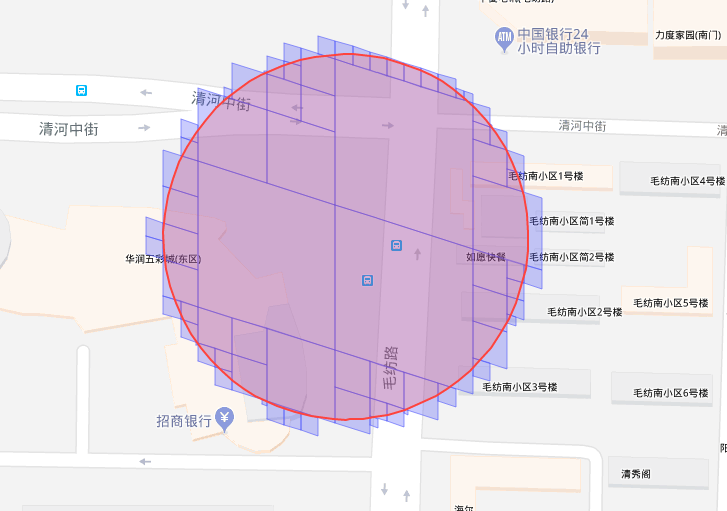 中国银行24
小时自助银行
ATM
力度家园(南门)
清河中街
清河中街
清河中街
毛纺南小区1号楼
毛纺南小区4号楼
毛纺南小区简1号楼
华润五彩城(东区)
如愿快餐
毛纺南小区简2号楼
毛纺南小区5号楼
毛纺南小区2号楼
毛纺路
毛纺南小区3号楼
毛纺南小区6号楼
招商银行
¥
清秀阁
海尔